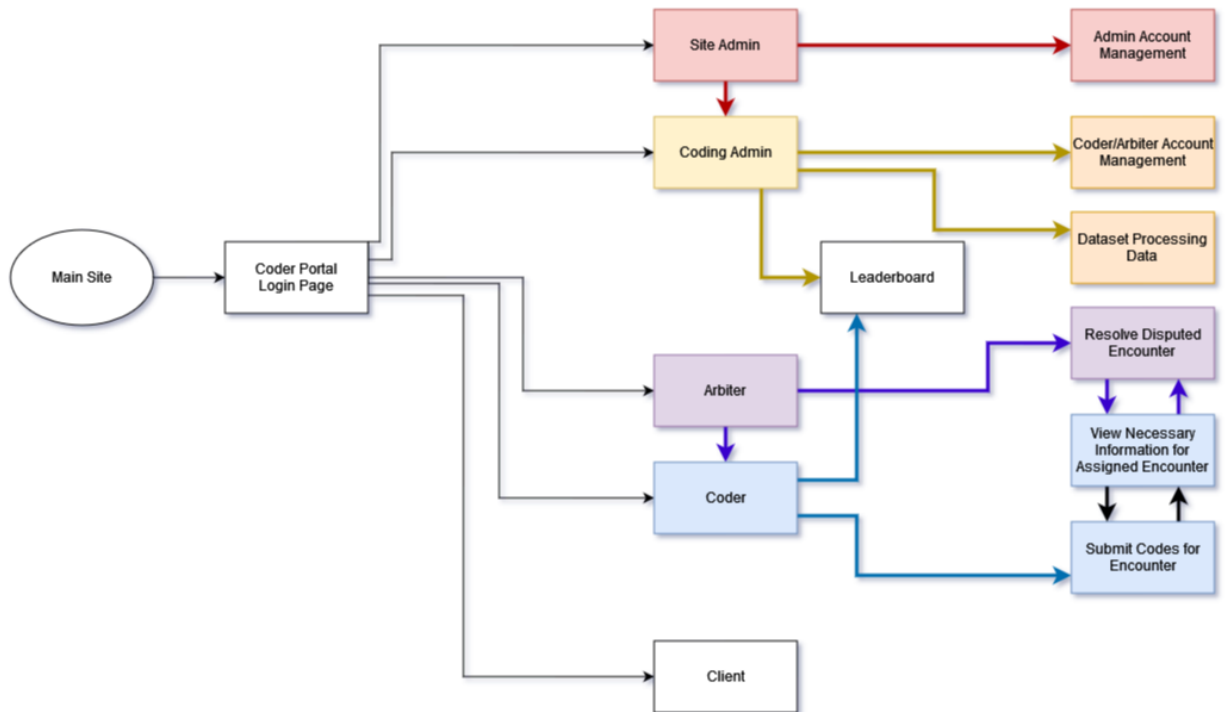 Site Admin
Admin Account
Management
Coding Admin
Coder/Arbiter Account
Management
Main Site
Coder Portal
Login Page
Leaderboard
Dataset Processing
Data
Arbiter
Resolve Disputed
Encounter
View Necessary
Information for
Assigned Encounter
Coder
Submit Codes for
Encounter
Client